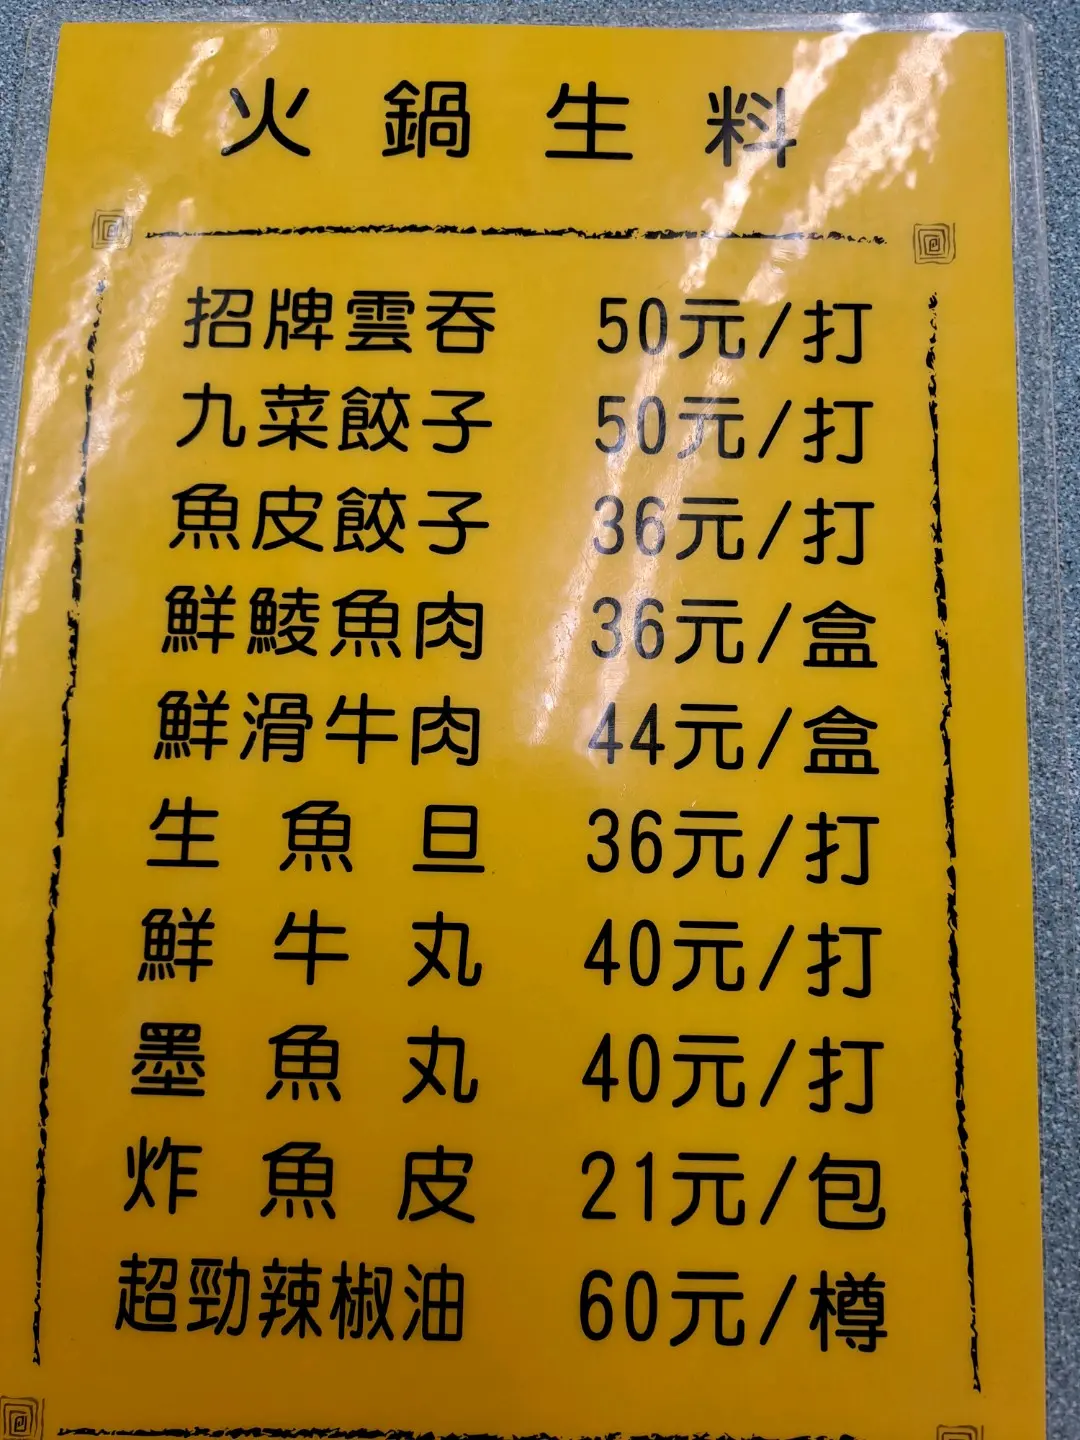 火鍋生料
招牌雲吞 50元/打
九菜餃子 50元/打
魚皮餃子 36元/打
鮮鯪魚肉 36元/盒
鮮滑牛肉 44元/盒
生魚旦 36元/打
鮮牛丸 40元/打
墨魚丸 40元/打
炸魚皮 21元/包
超勁辣椒油 60元/樽